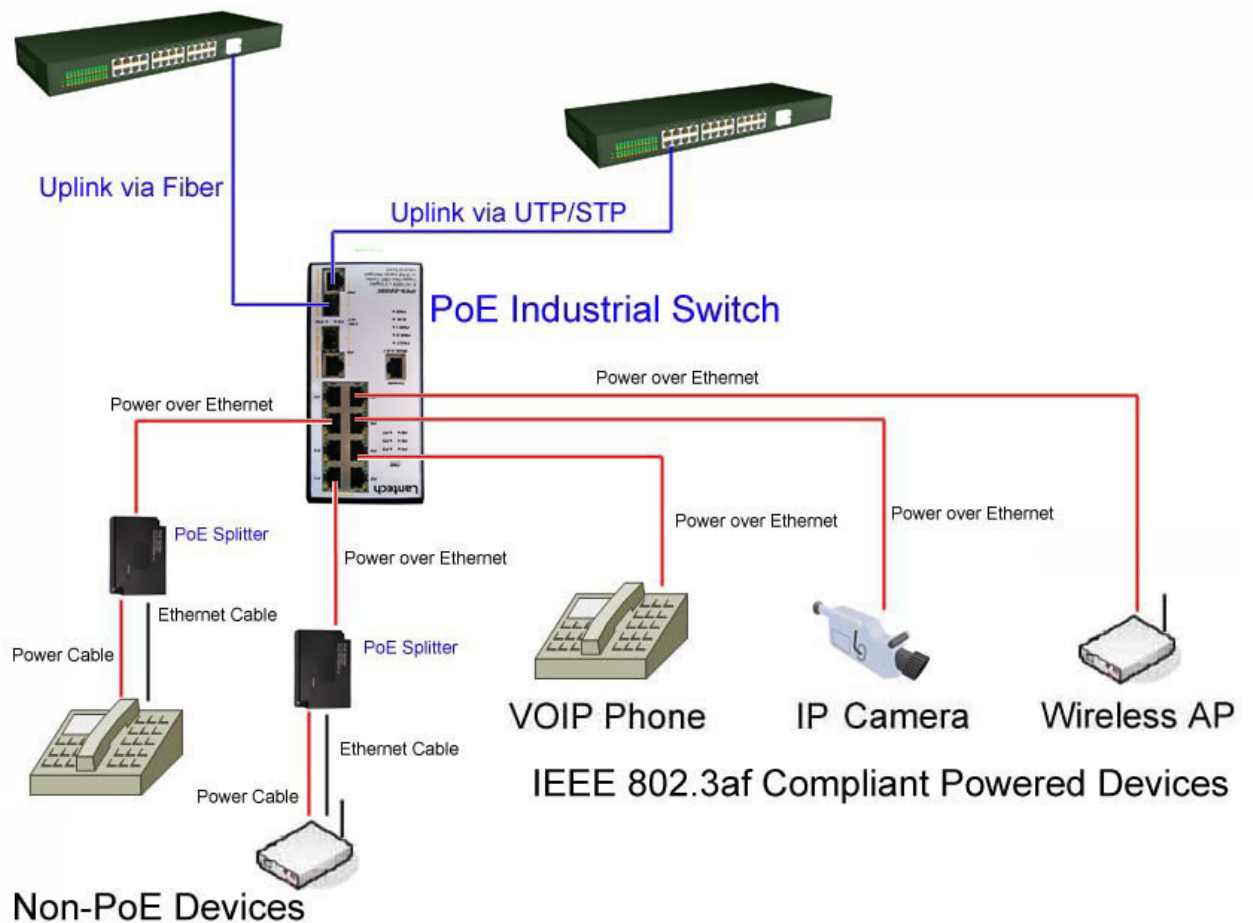 Uplink via Fiber
Uplink via UTP/STP
PoE Industrial Switch
Power over Ethernet
Power over Ethernet
Lantech
Power over Ethernet
Power over Ethernet
PoE Splitter
Power over Ethernet
Ethernet Cable
PoE Splitter
Power Cable
VOIP Phone
IP Camera
Wireless AP
Ethernet Cable
IEEE 802.3af Compliant Powered Devices
Power Cable
Non-PoE Devices